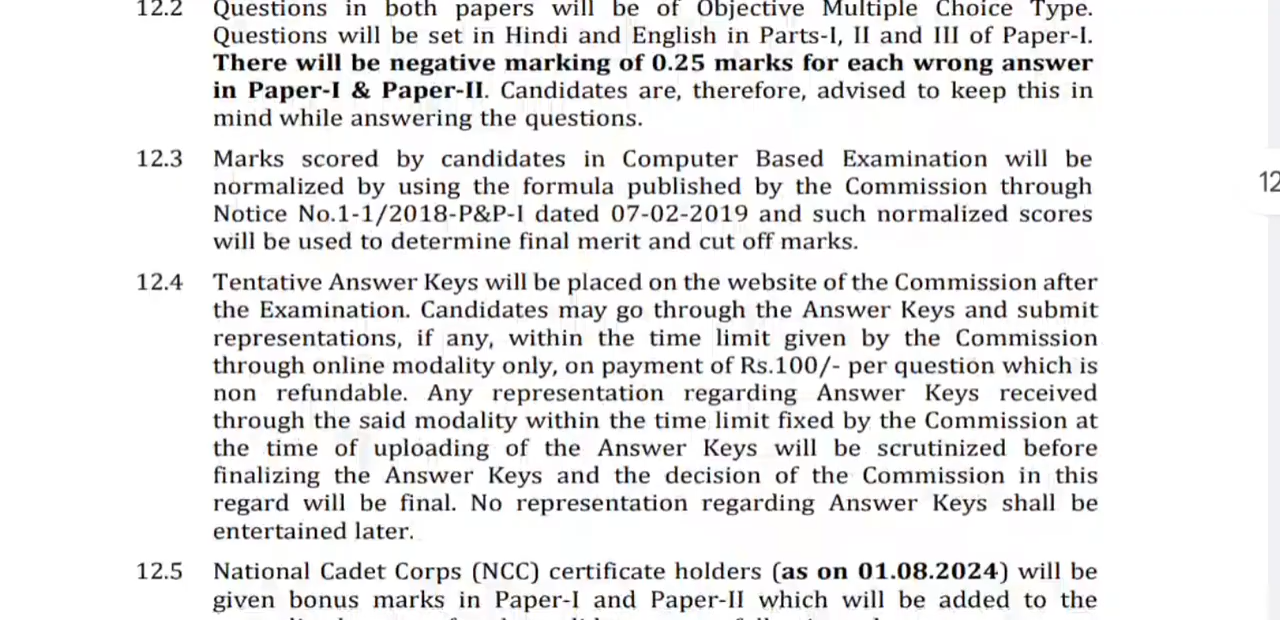 12.2 Questions in both papers will be of Objective Multiple Choice Type.
Questions will be set in Hindi and English in Parts-I, II and III of Paper-I.
There will be negative marking of 0.25 marks for each wrong answer
in Paper-I & Paper-II. Candidates are, therefore, advised to keep this in
mind while answering the questions.
12.3 Marks scored by candidates in Computer Based Examination will be
normalized by using the formula published by the Commission through
Notice No.1-1/2018-P&P-I dated 07-02-2019 and such normalized scores
will be used to determine final merit and cut off marks.
12
12.4 Tentative Answer Keys will be placed on the website of the Commission after
the Examination. Candidates may go through the Answer Keys and submit
representations, if any, within the time limit given by the Commission
through online modality only, on payment of Rs.100/- per question which is
non refundable. Any representation regarding Answer Keys received
through the said modality within the time limit fixed by the Commission at
the time of uploading of the Answer Keys will be scrutinized before
finalizing the Answer Keys and the decision of the Commission in this
regard will be final. No representation regarding Answer Keys shall be
entertained later.
12.5 National Cadet Corps (NCC) certificate holders (as on 01.08.2024) will be
given bonus marks in Paper-I and Paper-II which will be added to the